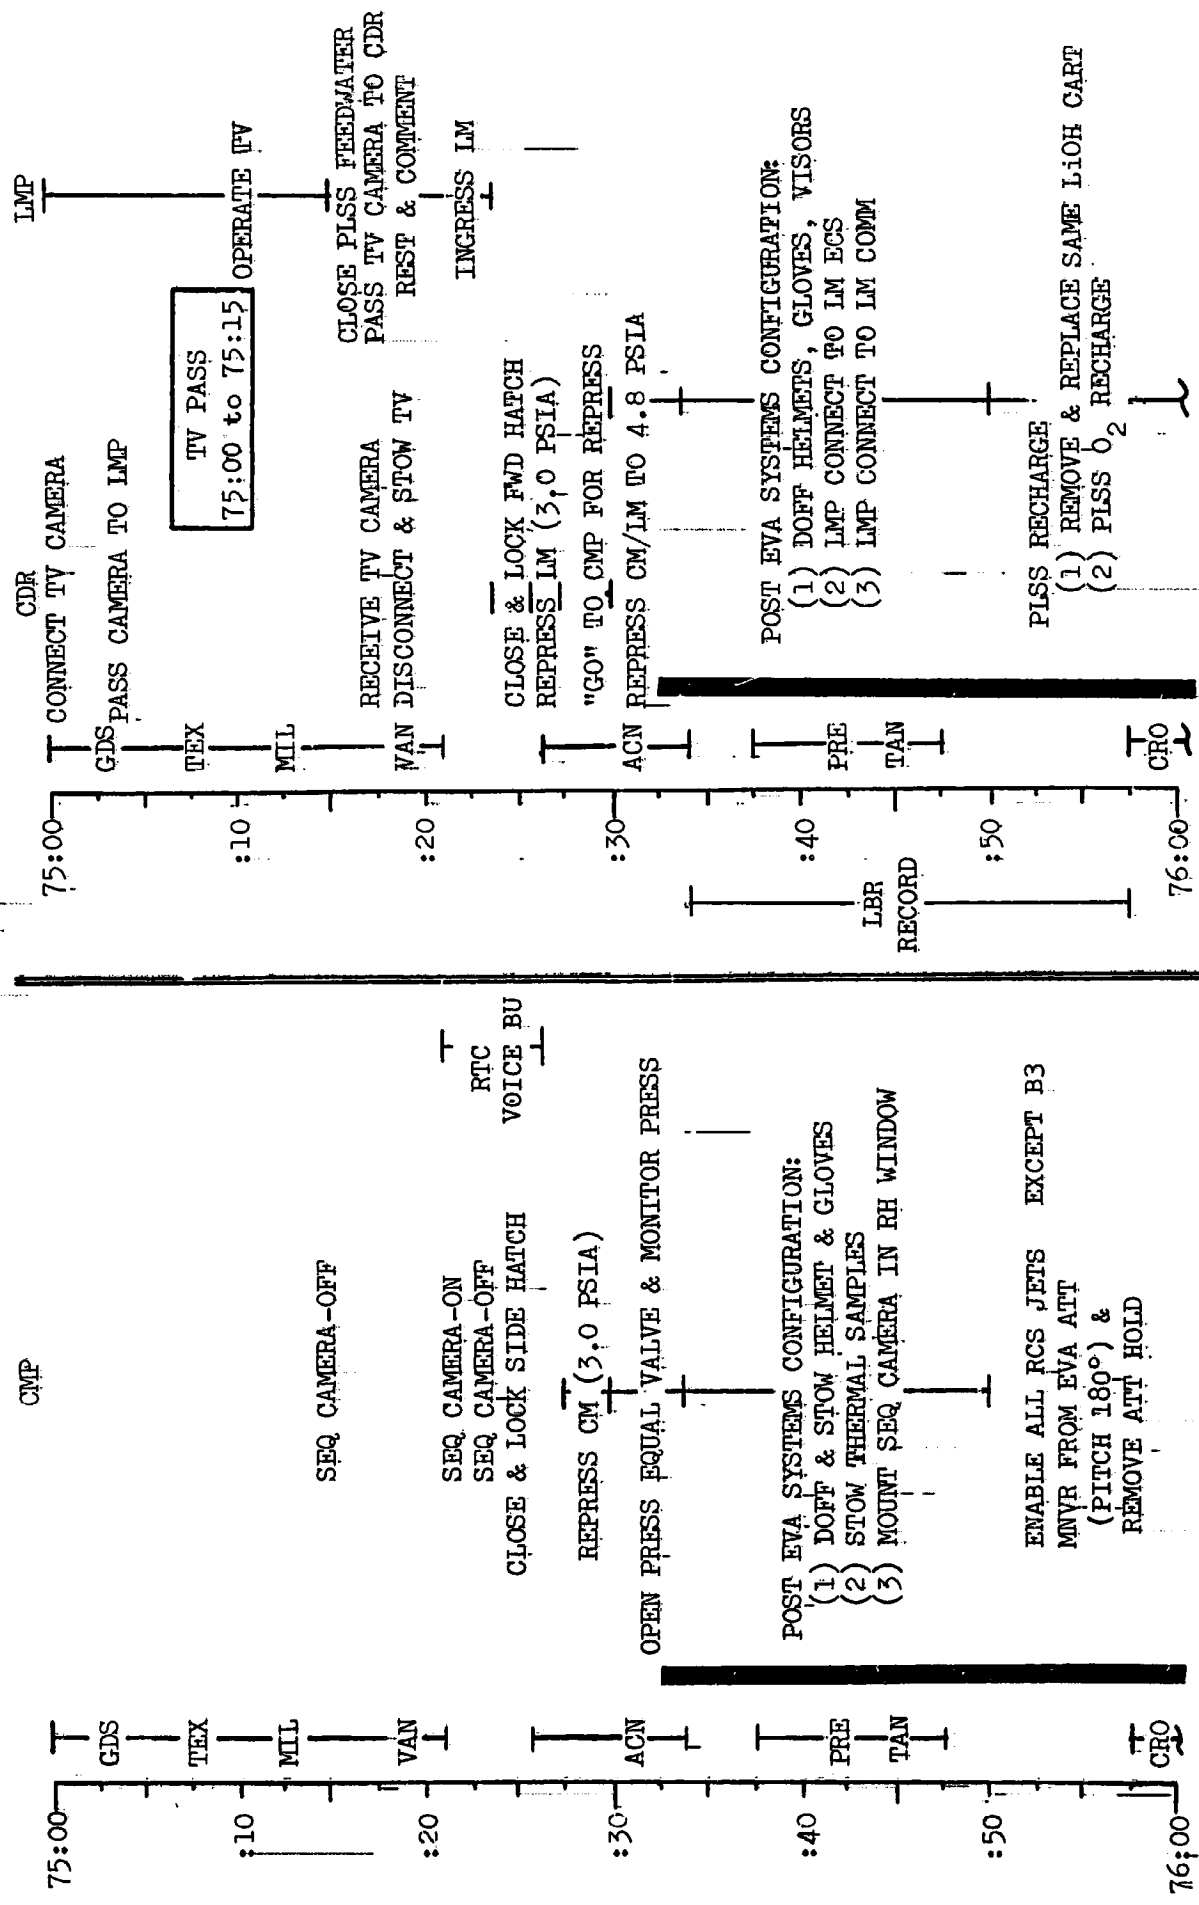 CMP
75:00
:10
:20
:30
:40
:50
76:00
GDS
TEX
MIL
VAN
ACN
PRE
TAN
CRO
SEQ CAMERA-OFF
SEQ CAMERA-ON
SEQ CAMERA-OFF
CLOSE & LOCK SIDE HATCH
REPRESS CM (3.0 PSIA)
OPEN PRESS EQUAL VALVE & MONITOR PRESS
POST EVA SYSTEMS CONFIGURATION:
(1) DOFF & STOW HELMET & GLOVES
(2) STOW THERMAL SAMPLES
(3) MOUNT SEQ CAMERA IN RH WINDOW
ENABLE ALL RCS JETS EXCEPT B3
MNVR FROM EVA ATT
(PITCH 180°) &
REMOVE ATT HOLD
RTC
VOICE BU
LBR
RECORD
75:00
:10
:20
:30
:40
:50
76:00
GDS
TEX
MIL
VAN
ACN
PRE
TAN
CRO
CDR
CONNECT TV CAMERA
PASS CAMERA TO LMP
RECEIVE TV CAMERA
DISCONNECT & STOW TV
CLOSE & LOCK FWD HATCH
REPRESS LM (3.0 PSIA)
"GO" TO CMP FOR REPRESS
REPRESS CM/LM TO 4.8 PSIA
POST EVA SYSTEMS CONFIGURATION:
(1) DOFF HELMETS, GLOVES, VISORS
(2) LMP CONNECT TO LM ECS
(3) LMP CONNECT TO LM COMM
PLSS RECHARGE
(1) REMOVE & REPLACE SAME LiOH CART
(2) PLSS O2 RECHARGE
TV PASS
75:00 to 75:15
LMP
OPERATE TV
CLOSE PLSS FEEDWATER
PASS TV CAMERA TO CDR
REST & COMMENT
INGRESS LM